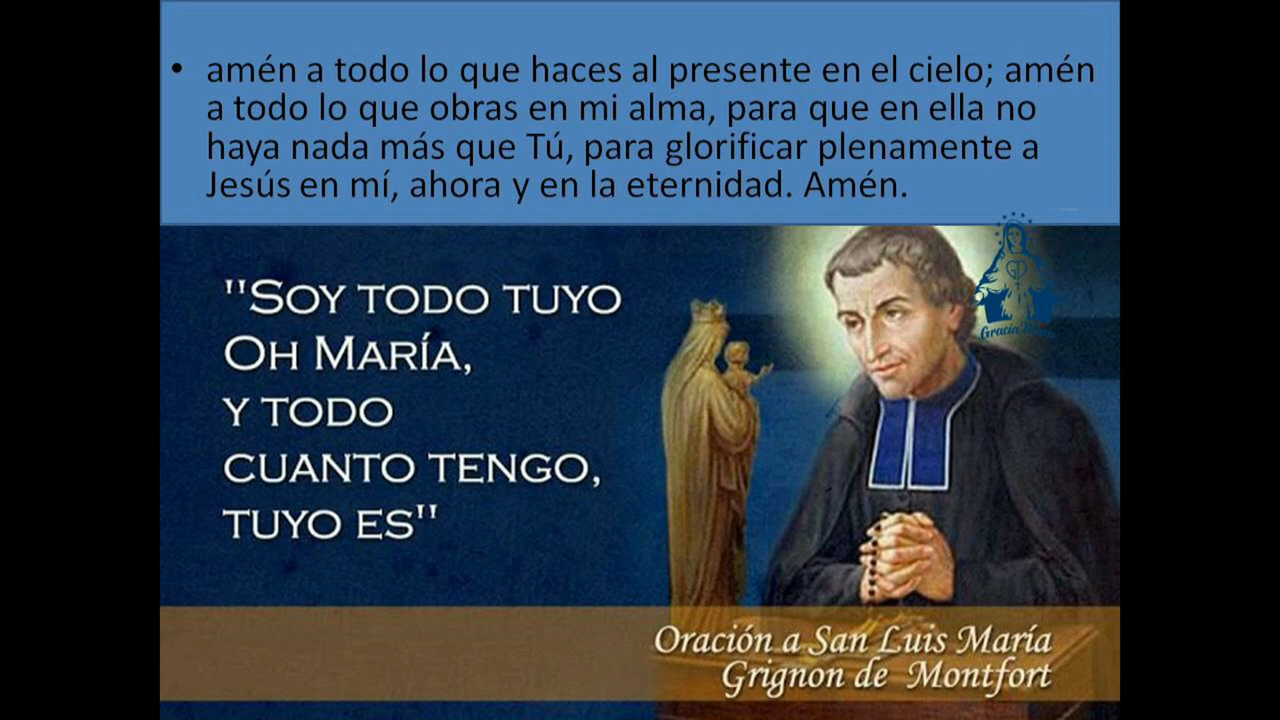 • amén a todo lo que haces al presente en el cielo; amén
a todo lo que obras en mi alma, para que en ella no
haya nada más que Tú, para glorificar plenamente a
Jesús en mí, ahora y en la eternidad. Amén.
"SOY TODO TUYO
OH MARÍA,
Y TODO
CUANTO TENGO,
TUYO ES"
Gracia
Oración a San Luis María
Grignon de Montfort